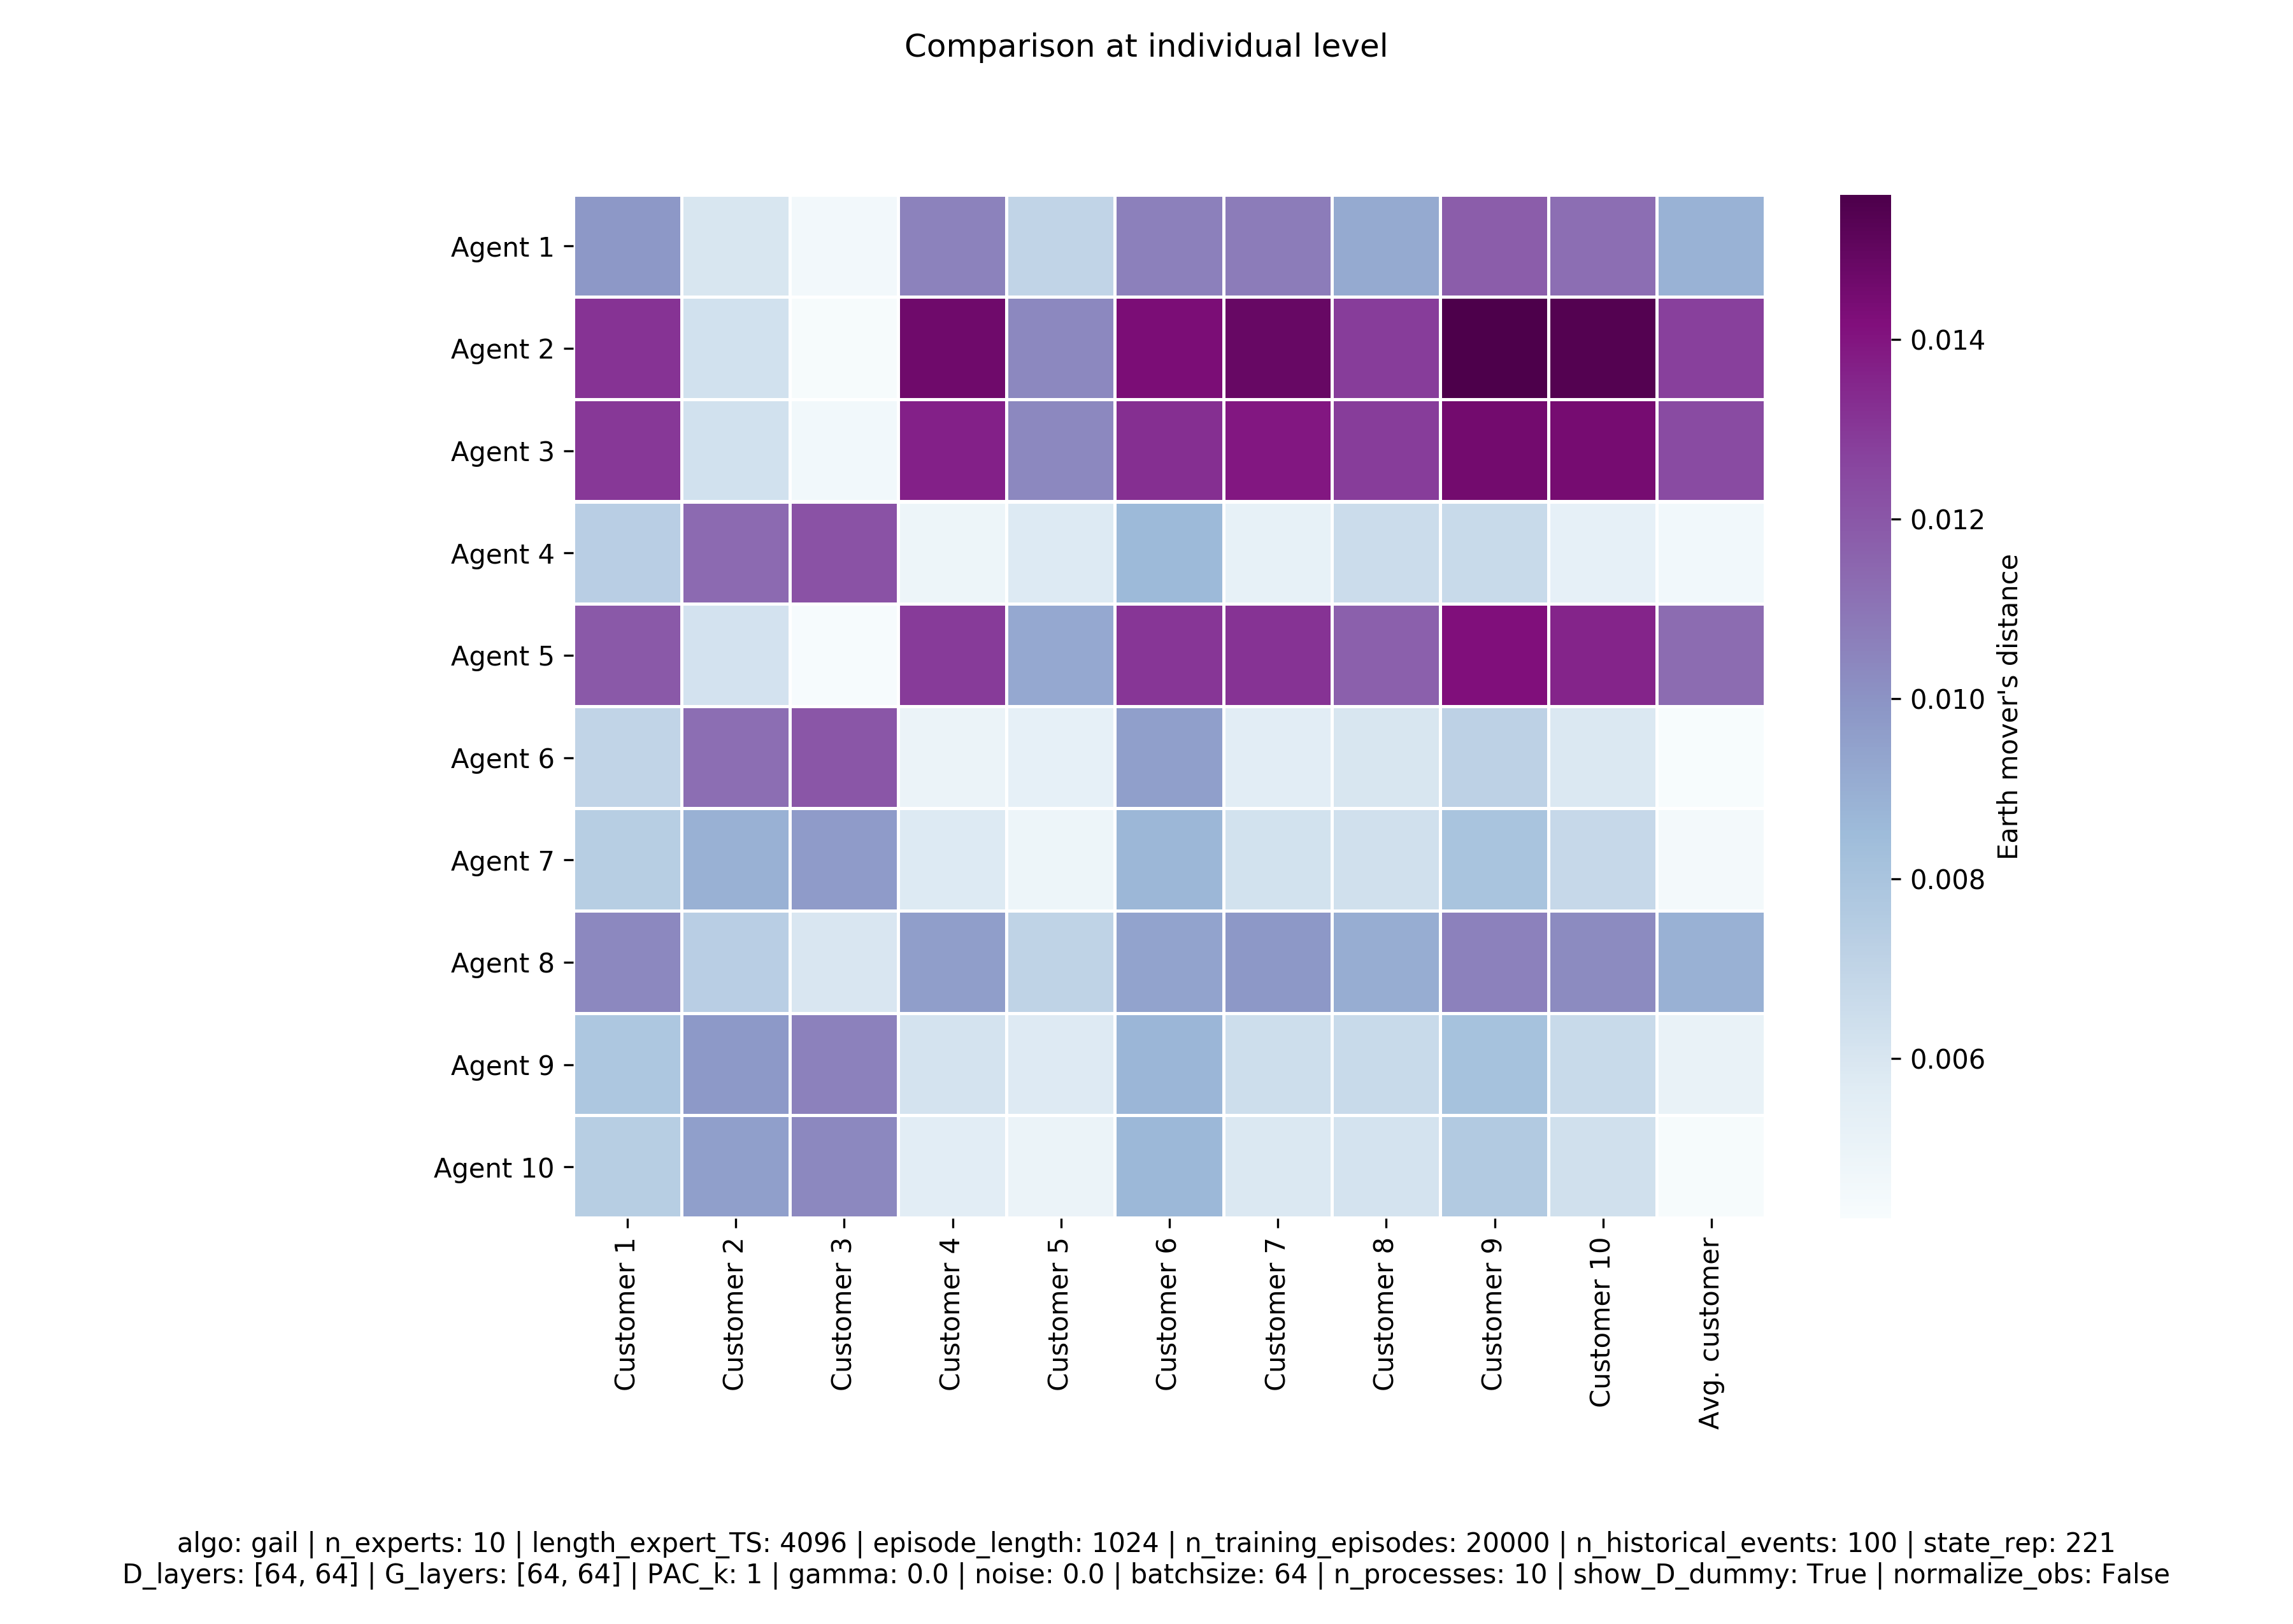 Comparison at individual level
Agent 1
Agent 2
Agent 3
Agent 4
Agent 5
Agent 6
Agent 7
Agent 8
Agent 9
Agent 10
Customer 1
Customer 2
Customer 3
Customer 4
Customer 5
Customer 6
Customer 7
Customer 8
Customer 9
Customer 10
Avg. customer
0.014
0.012
0.010
0.008
0.006
Earth mover's distance
algo: gail | n_experts: 10 | length_expert_TS: 4096 | episode_length: 1024 | n_training_episodes: 20000 | n_historical_events: 100 | state_rep: 221
D_layers: [64, 64] | G_layers: [64, 64] | PAC_k: 1 | gamma: 0.0 | noise: 0.0 | batchsize: 64 | n_processes: 10 | show_D_dummy: True | normalize_obs: False